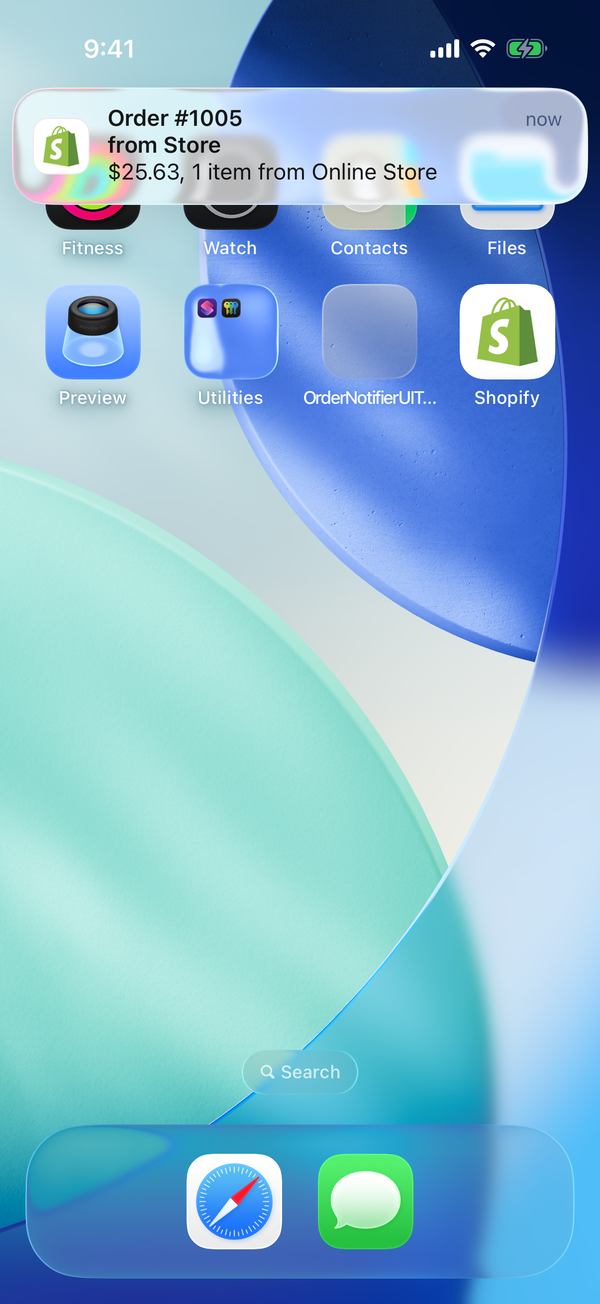 9:41
Order #1005
now
from Store
$25.63, 1 item from Online Store
Fitness
Watch
Contacts
Files
Preview
Utilities
OrderNotifierUIT...
Shopify
Search